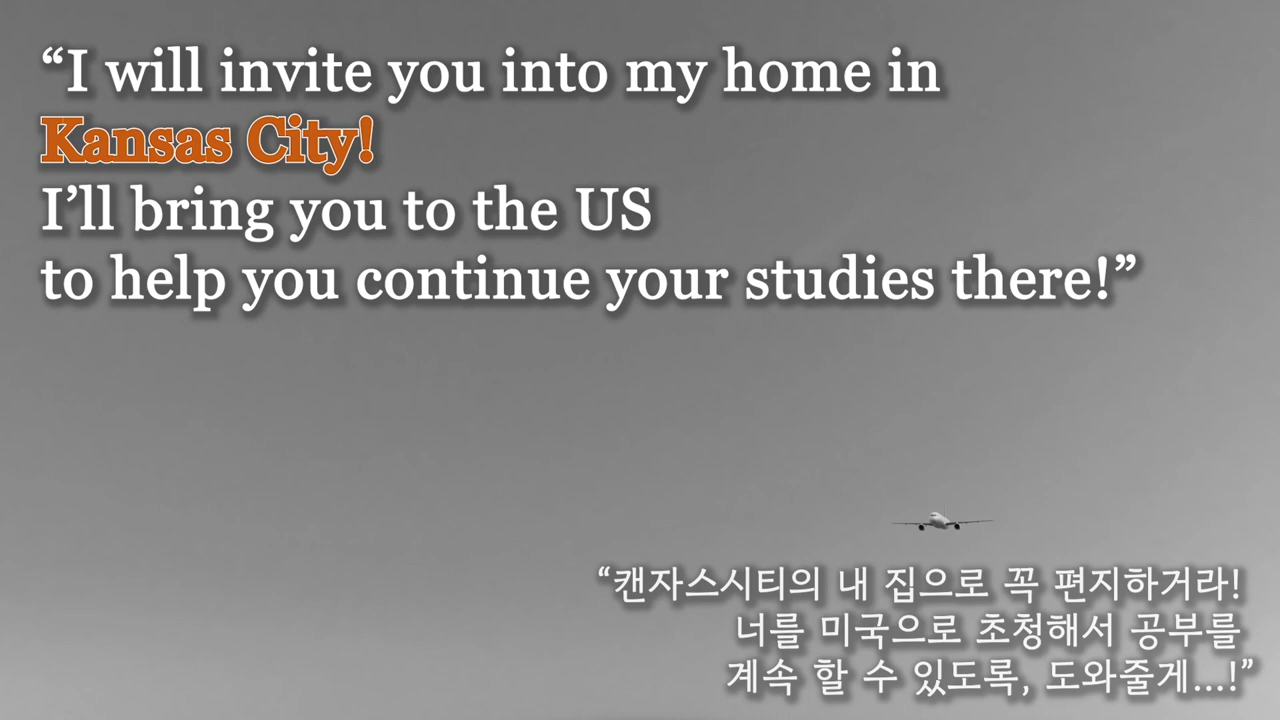 “I will invite you into my home in
Kansas City!
I’ll bring you to the US
to help you continue your studies there!”
“캔자스시티의 내 집으로 꼭 편지하거라!
너를 미국으로 초청해서 공부를
계속 할 수 있도록, 도와줄게...!”